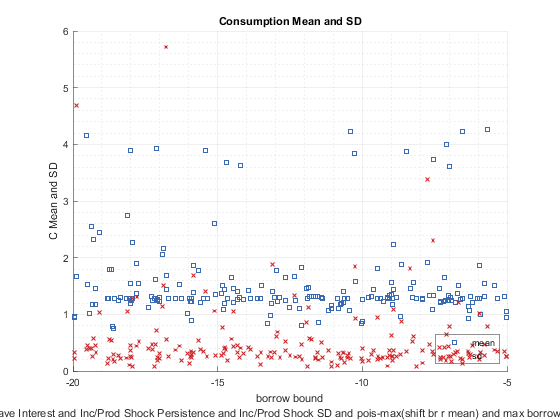 Consumption Mean and SD
6
5
4
3
2
1
0
C Mean and SD
-20
-15
-10
-5
mean
sd
borrow bound
ave Interest and Inc/Prod Shock Persistence and Inc/Prod Shock SD and pois-max(shift br r mean) and max borrow